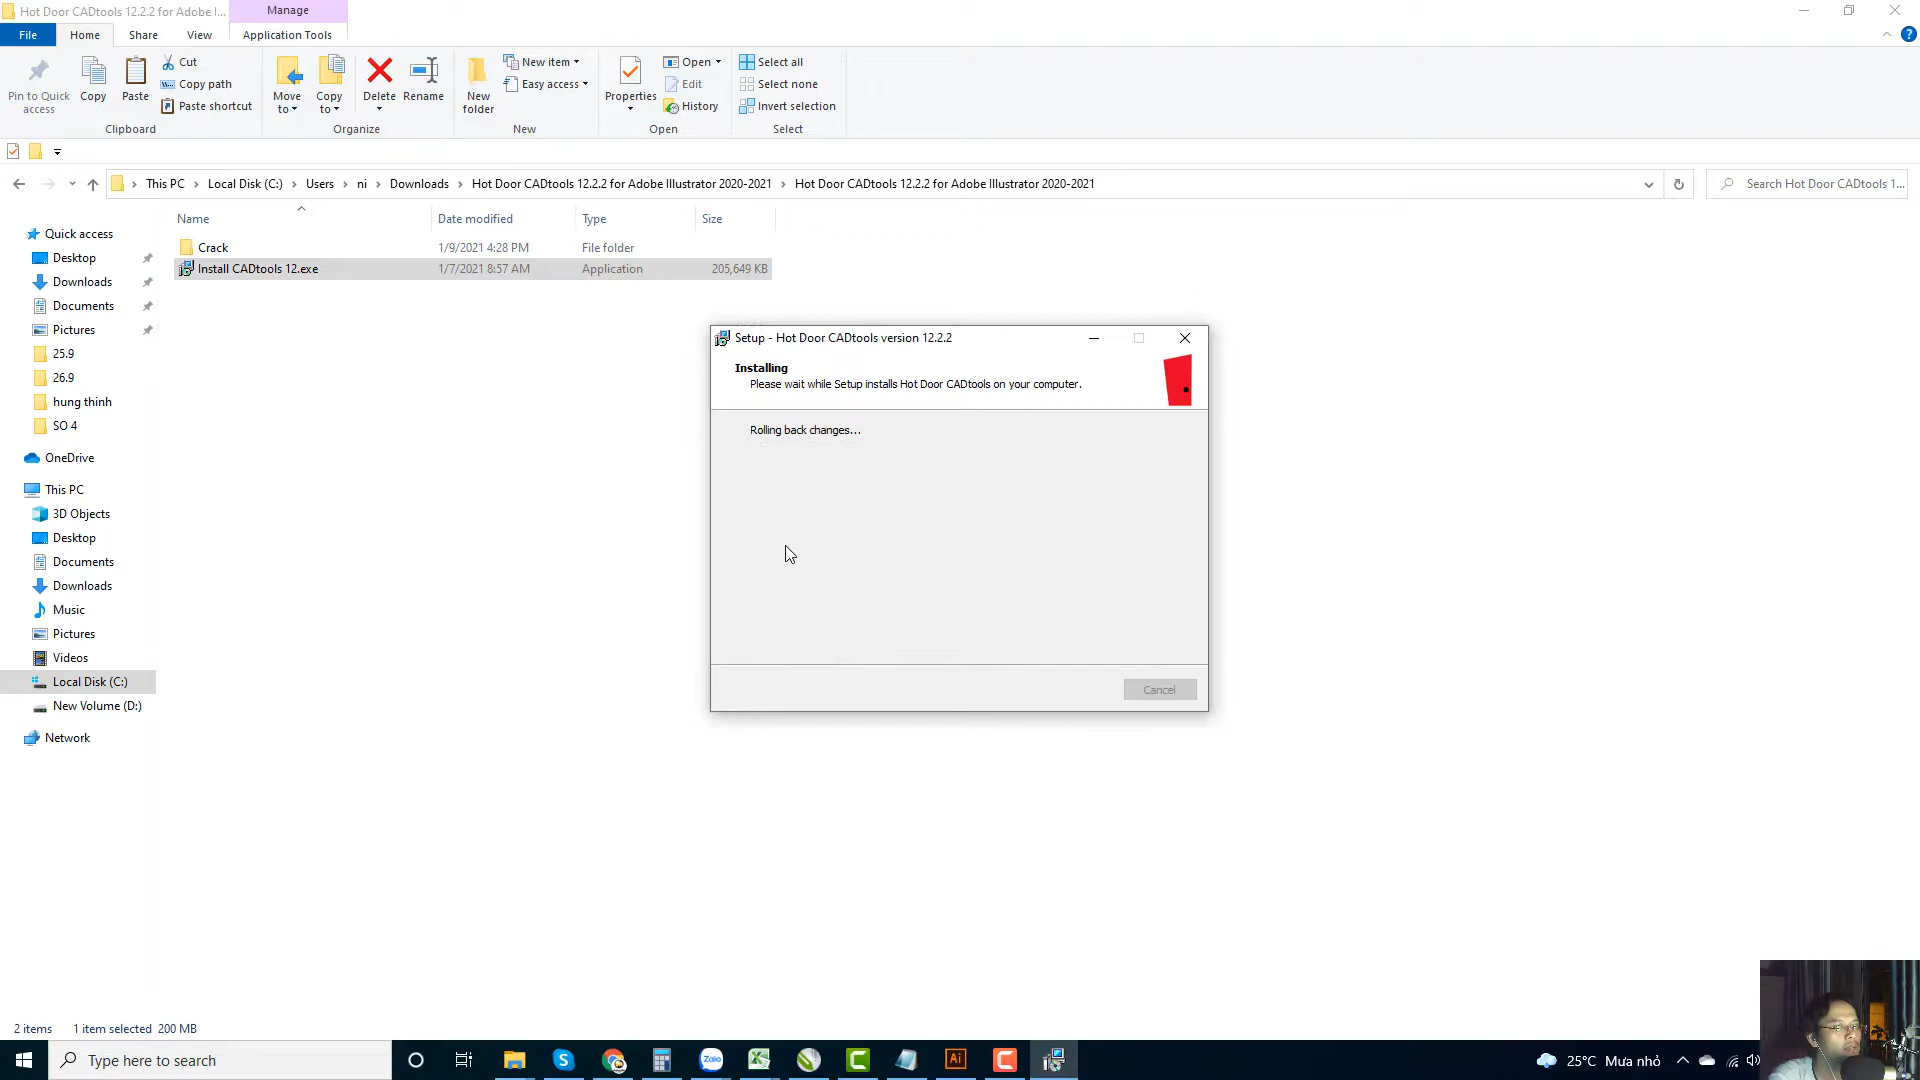 Hot Door CADtools 12.2.2 for Adobe I...
Manage
File
Home
Share
View
Application Tools
Pin to Quick access
Copy
Paste
Cut
Copy path
Paste shortcut
Clipboard
Move to
Copy to
Delete
Rename
Organize
New folder
New item
Easy access
New
Properties
Open
Edit
History
Open
Select all
Select none
Invert selection
Select
This PC
Local Disk (C:)
Users
ni
Downloads
Hot Door CADtools 12.2.2 for Adobe Illustrator 2020-2021
Hot Door CADtools 12.2.2 for Adobe Illustrator 2020-2021
Search Hot Door CADtools 1...
Name
Date modified
Type
Size
Crack
1/9/2021 4:28 PM
File folder
Install CADtools 12.exe
1/7/2021 8:57 AM
Application
205,649 KB
Quick access
Desktop
Downloads
Documents
Pictures
25.9
26.9
hung thinh
SO 4
OneDrive
This PC
3D Objects
Desktop
Documents
Downloads
Music
Pictures
Videos
Local Disk (C:)
New Volume (D:)
Network
Setup - Hot Door CADtools version 12.2.2
Installing
Please wait while Setup installs Hot Door CADtools on your computer.
Rolling back changes...
Cancel
2 items
1 item selected 200 MB
Type here to search
Zalo
Ai
25°C Mưa nhỏ